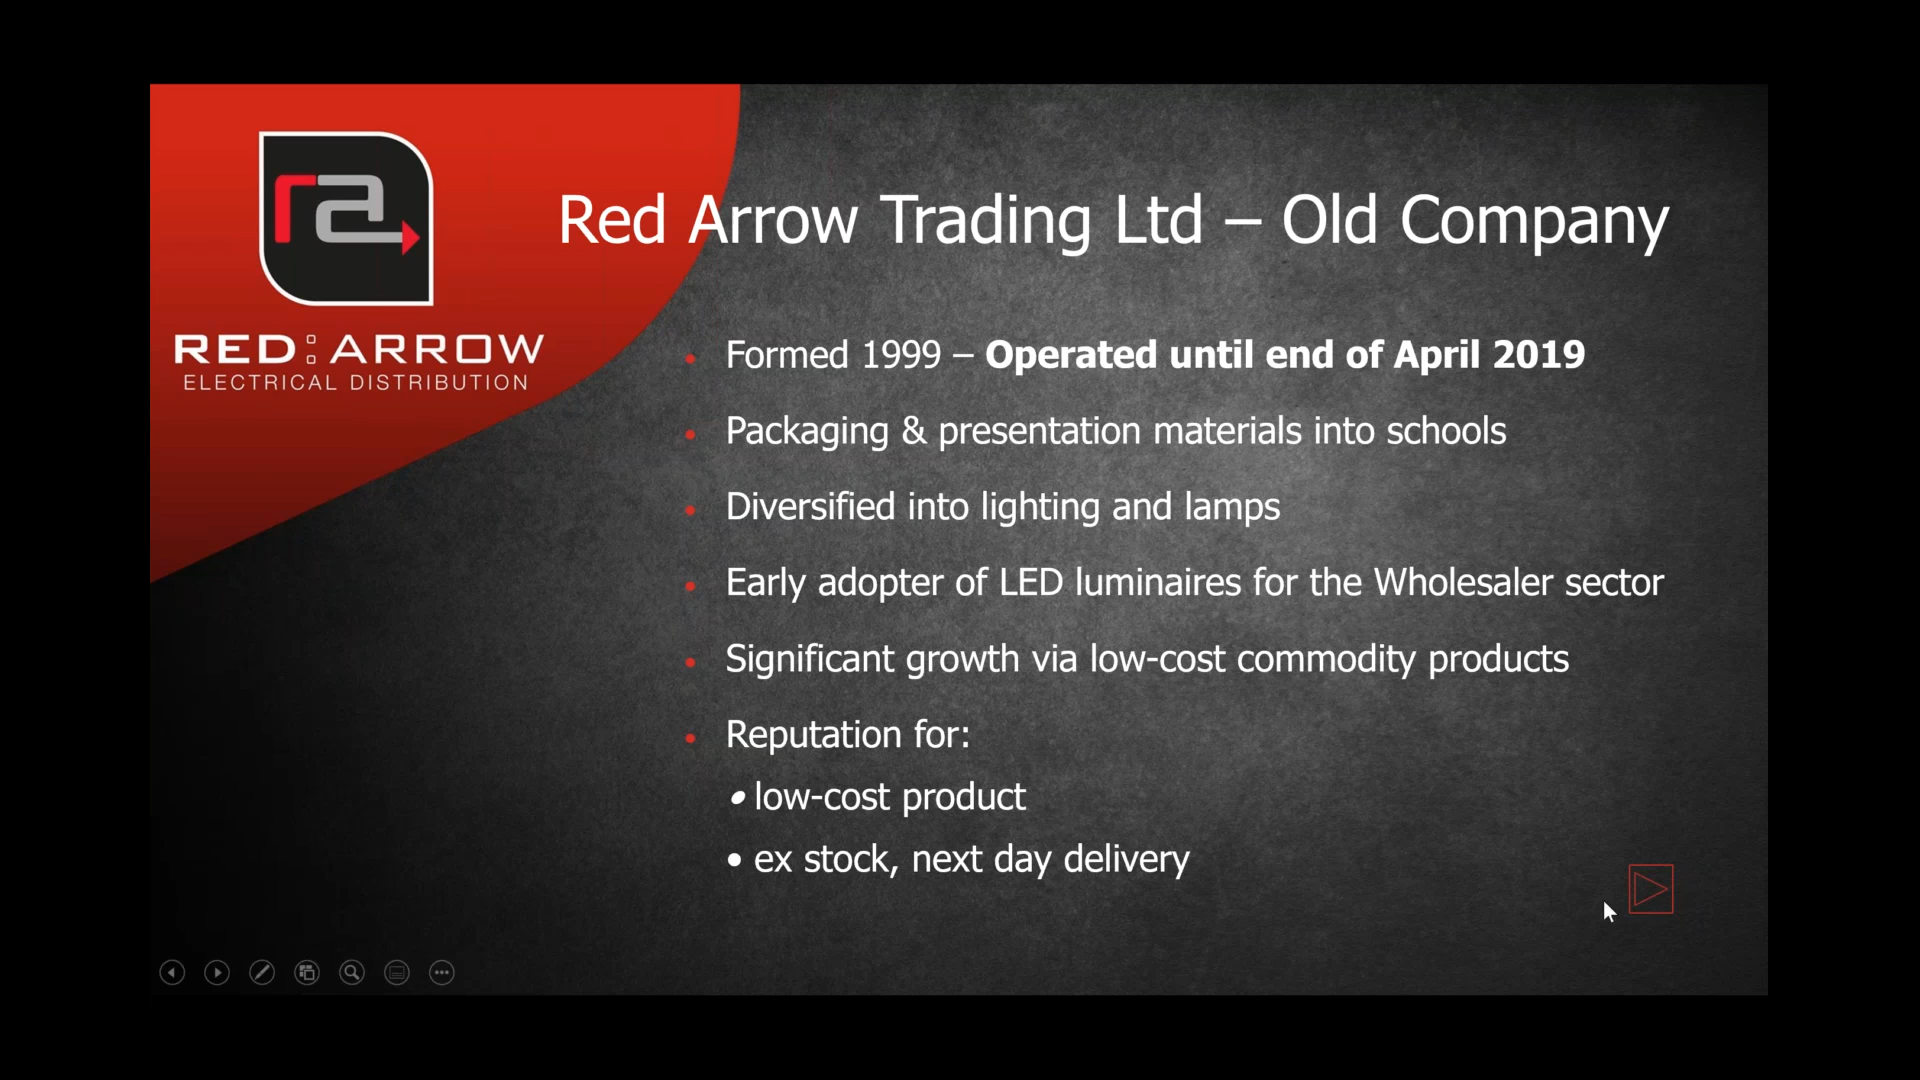 ra
RED:ARROW
ELECTRICAL DISTRIBUTION
Red Arrow Trading Ltd – Old Company
• Formed 1999 – Operated until end of April 2019
• Packaging & presentation materials into schools
• Diversified into lighting and lamps
• Early adopter of LED luminaires for the Wholesaler sector
• Significant growth via low-cost commodity products
• Reputation for:
• low-cost product
• ex stock, next day delivery